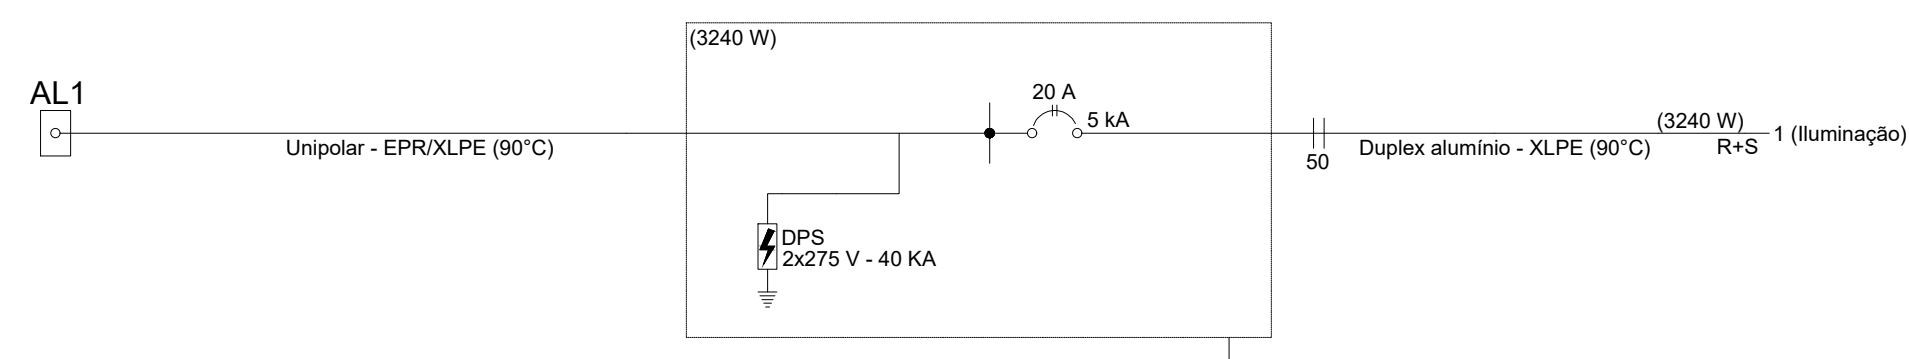 (3240 W)
AL1
20 A
5 kA
(3240 W)
1 (Iluminação)
Unipolar - EPR/XLPE (90°C)
50
Duplex alumínio - XLPE (90°C)
R+S
DPS
2x275 V - 40 KA